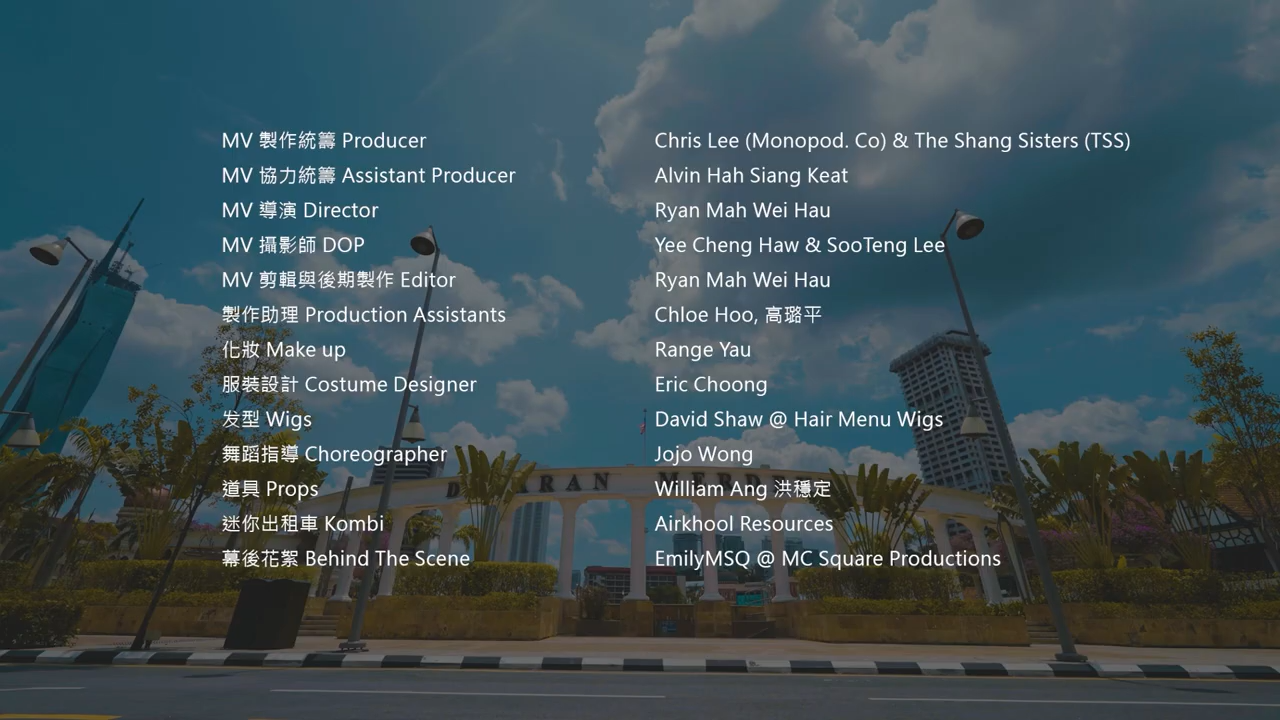 MV 製作統籌 Producer Chris Lee (Monopod. Co) & The Shang Sisters (TSS)
MV 協力統籌 Assistant Producer Alvin Hah Siang Keat
MV 導演 Director Ryan Mah Wei Hau
MV 攝影師 DOP Yee Cheng Haw & SooTeng Lee
MV 剪輯與後期製作 Editor Ryan Mah Wei Hau
製作助理 Production Assistants Chloe Hoo, 高璐平
化妝 Make up Range Yau
服裝設計 Costume Designer Eric Choong
发型 Wigs David Shaw @ Hair Menu Wigs
舞蹈指導 Choreographer Jojo Wong
道具 Props William Ang 洪穩定
迷你出租車 Kombi Airkhool Resources
幕後花絮 Behind The Scene EmilyMSQ @ MC Square Productions